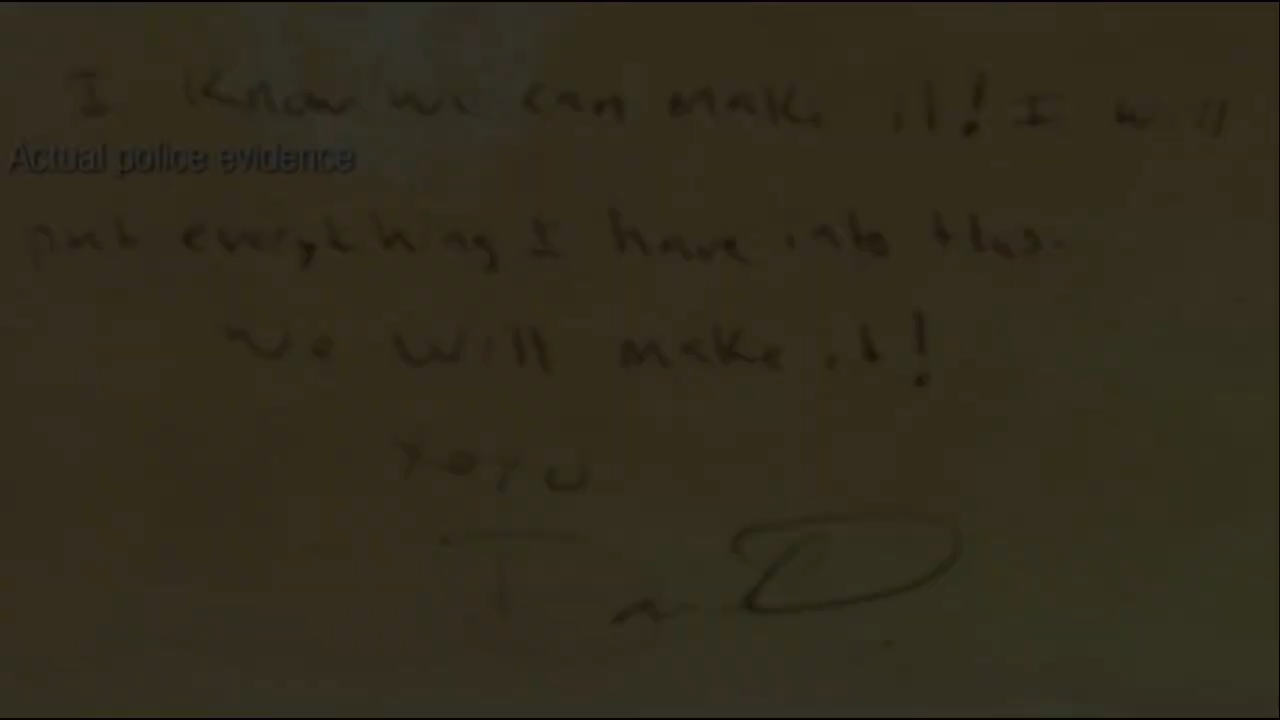 I Know we can make it! I will
Actual police evidence
put everything I have into this.
We will make it!
XOXO